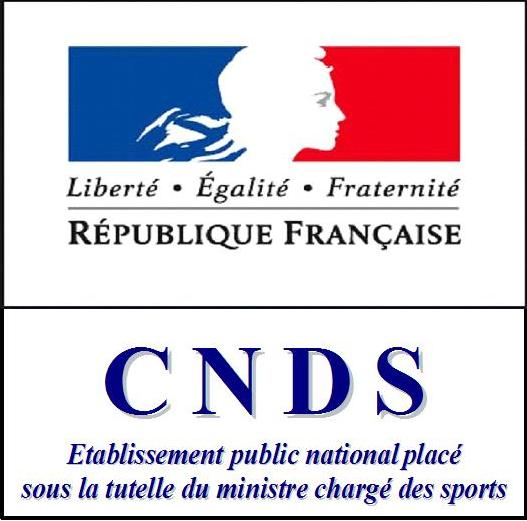 Liberté • Égalité • Fraternité
RÉPUBLIQUE FRANÇAISE
CNDS
Etablissement public national placé
sous la tutelle du ministre chargé des sports